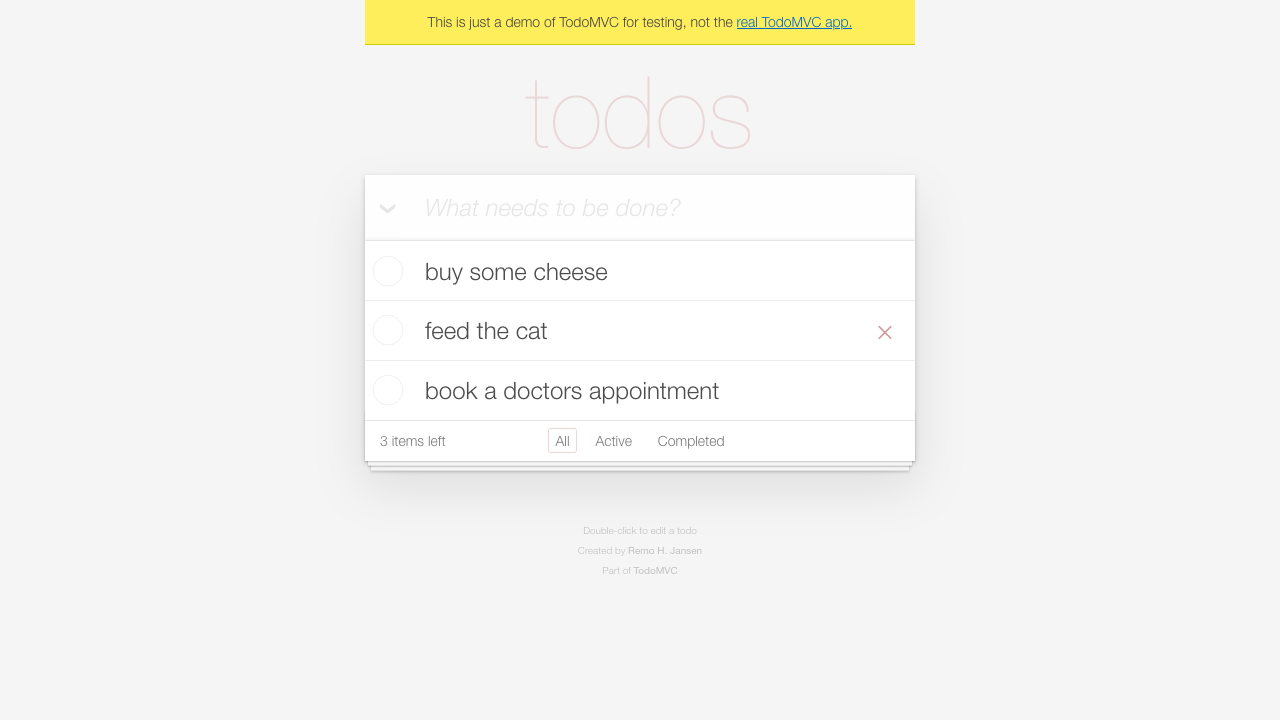 This is just a demo of TodoMVC for testing, not the real TodoMVC app.
todos
What needs to be done?
buy some cheese
feed the cat
book a doctors appointment
3 items left
All
Active
Completed
Double-click to edit a todo
Created by Remo H. Jansen
Part of TodoMVC